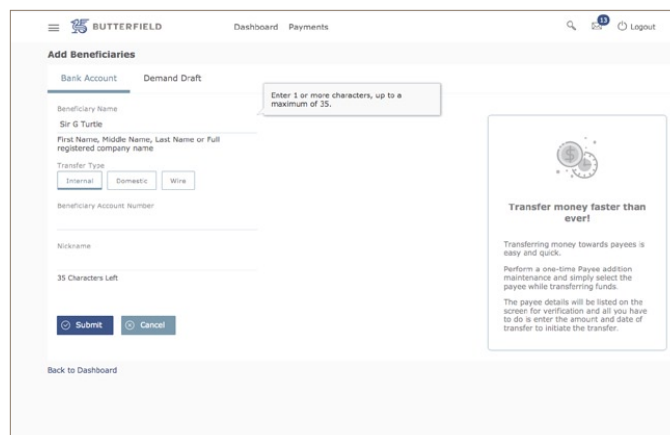 BUTTERFIELD
Dashboard Payments
13
Logout
Add Beneficiaries
Bank Account Demand Draft
Enter 1 or more characters, up to a
maximum of 35.
Beneficiary Name
Sir G Turtle
First Name, Middle Name, Last Name or Full
registered company name
Transfer Type
Internal Domestic Wire
Beneficiary Account Number
Nickname
35 Characters Left
Submit Cancel
Transfer money faster than
ever!
Transferring money towards payees is
easy and quick.
Perform a one-time Payee addition
maintenance and simply select the
payee while transferring funds.
The payee details will be listed on the
screen for verification and all you have
to do is enter the amount and date of
transfer to initiate the transfer.
Back to Dashboard